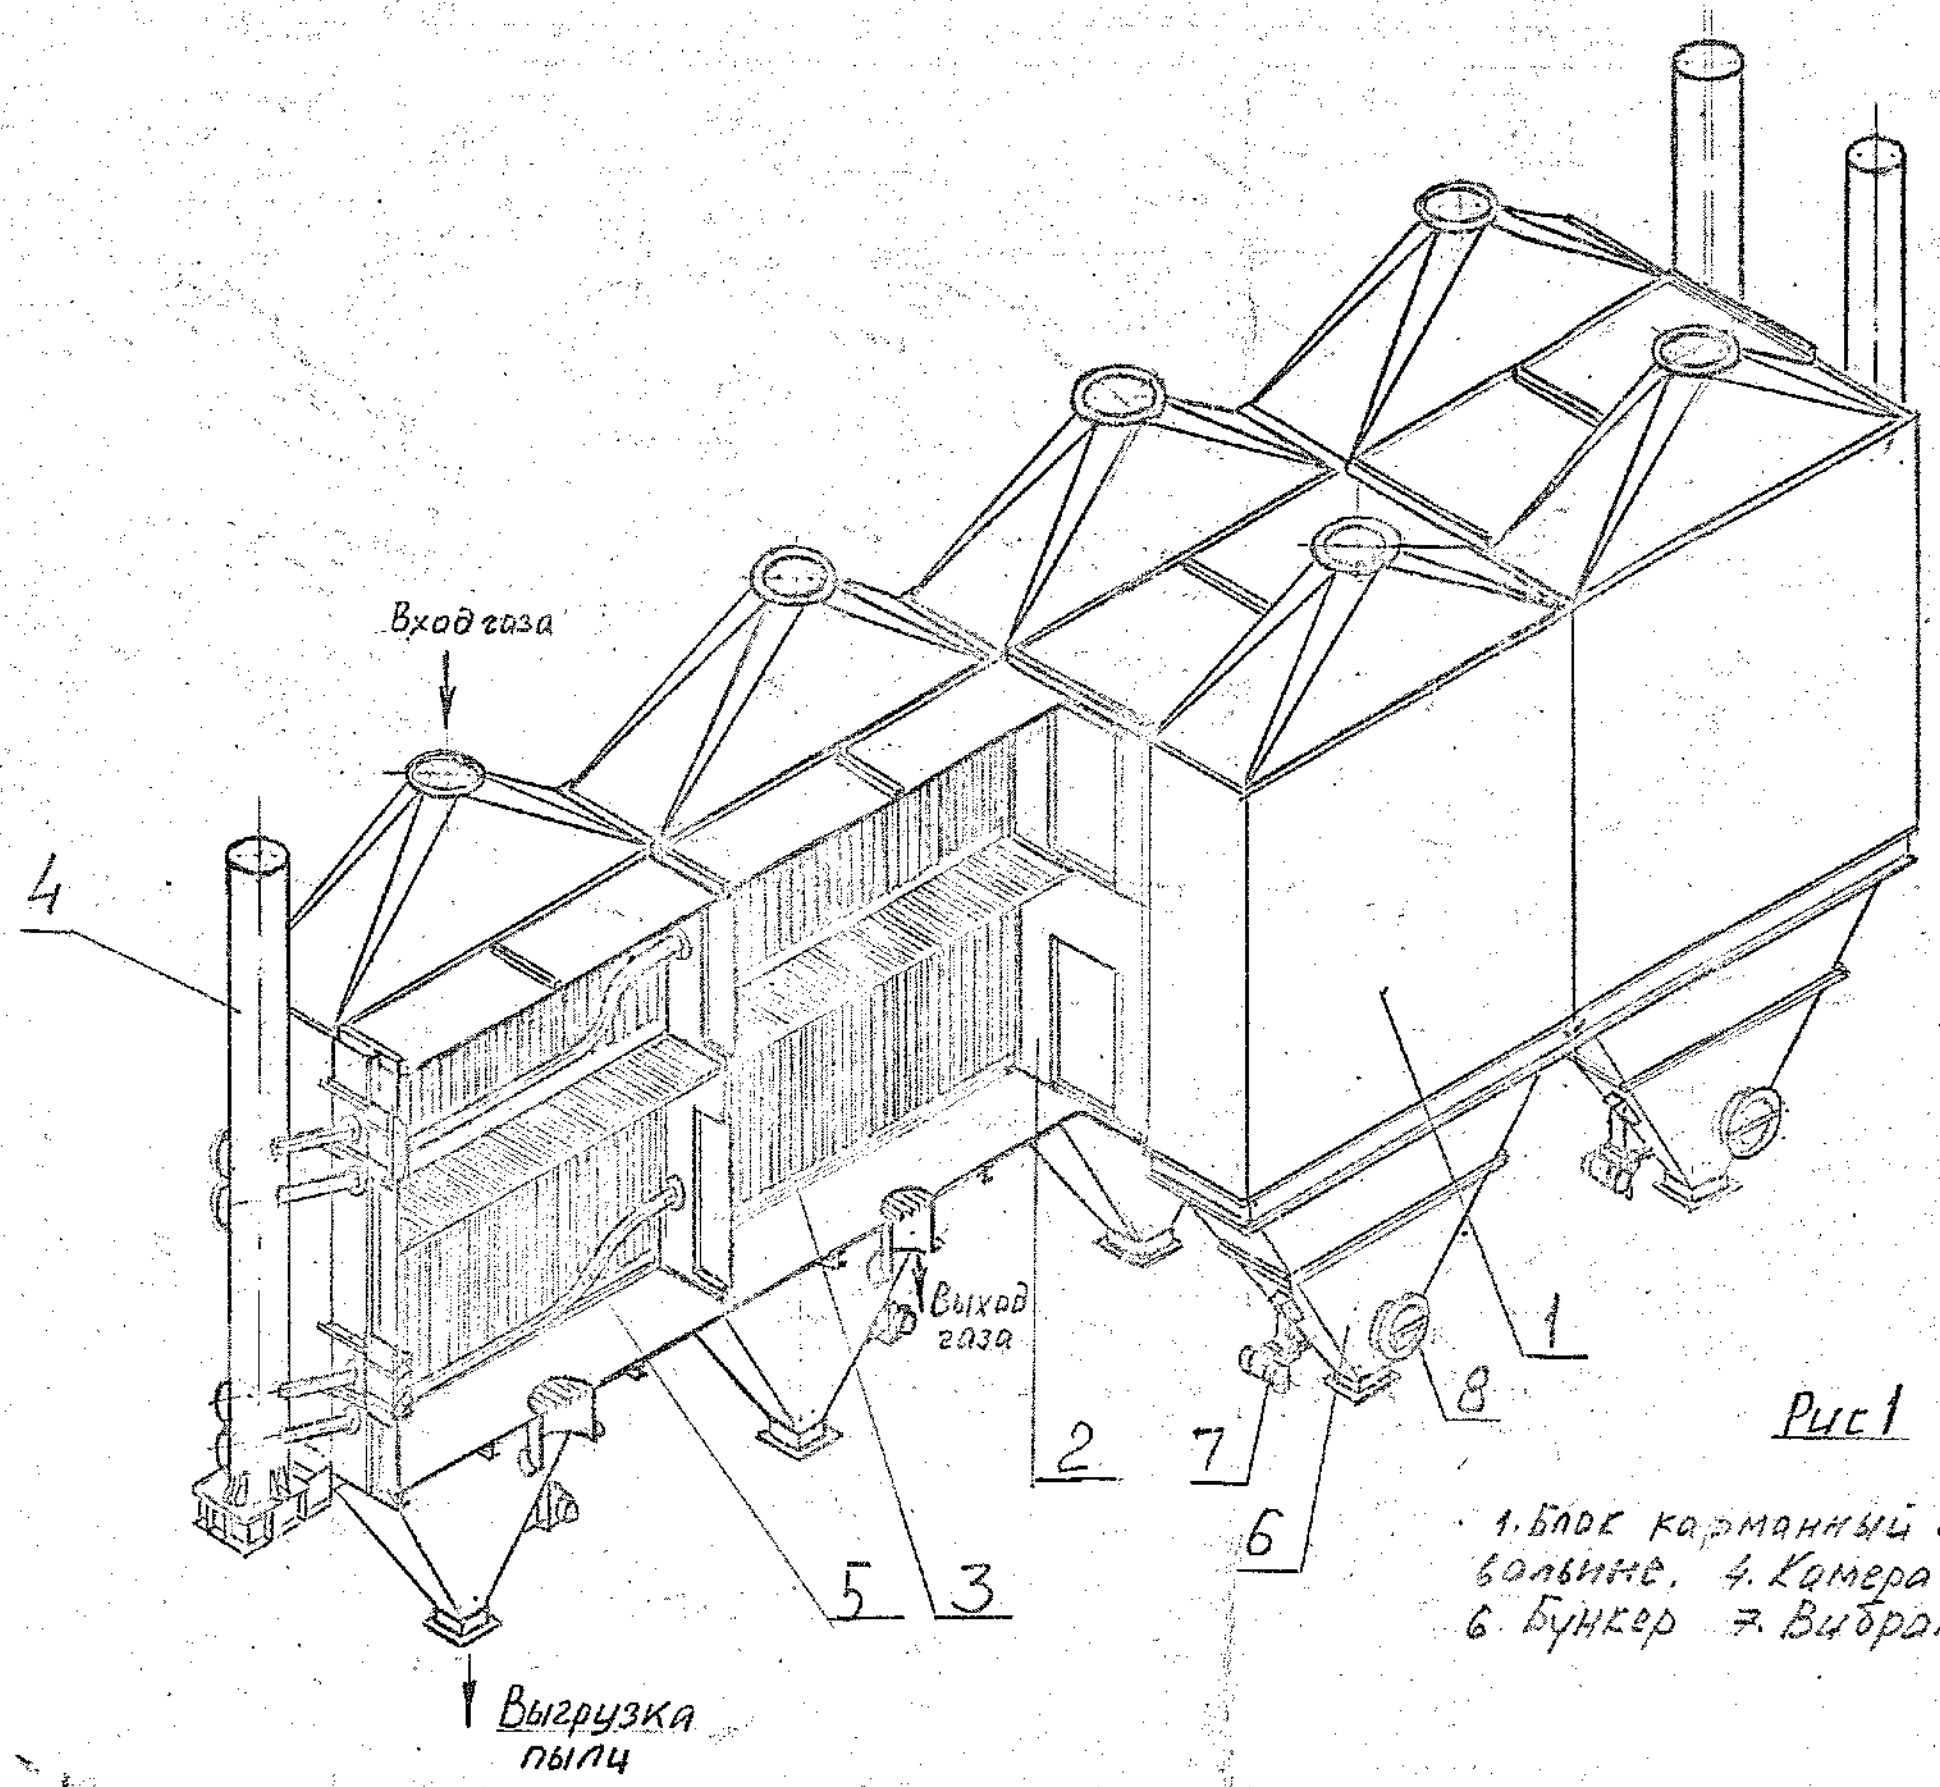 Вход газа
4
Выход
газа
1
8
2
7
Рис 1
6
5
3
1. Блок карманный
вальние. 4. Камера
6. Бункер 7. Вибра
Выгрузка
пыли